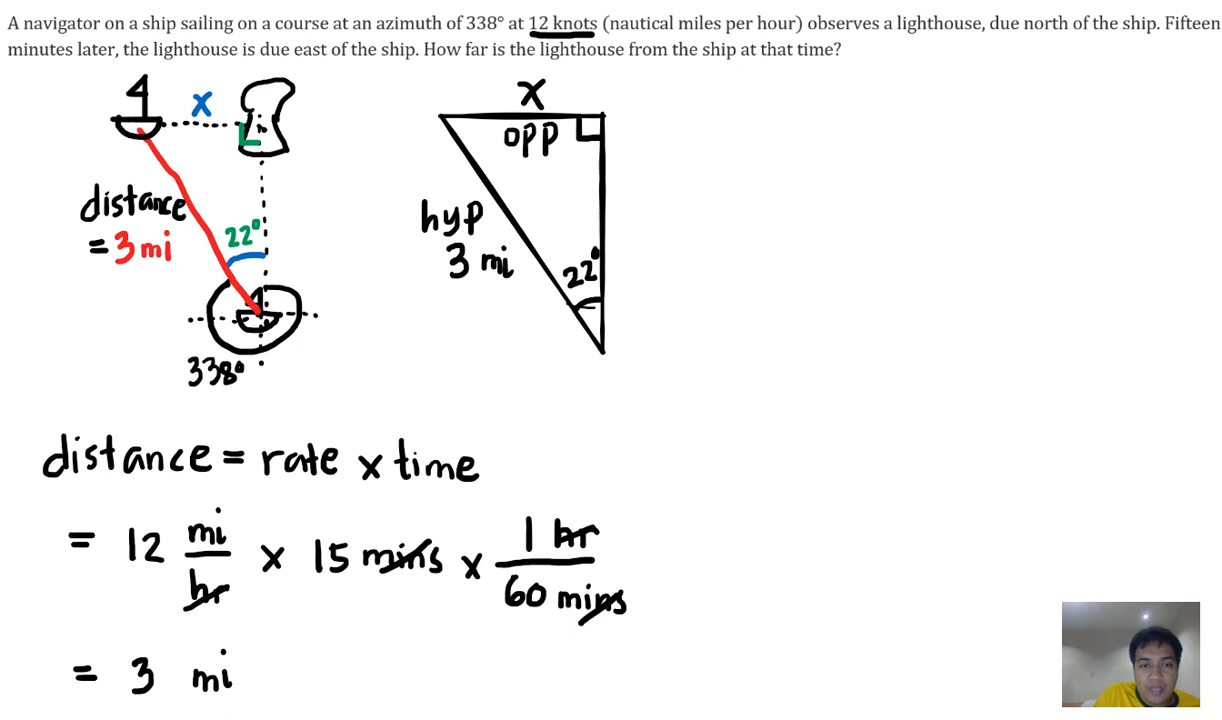 A navigator on a ship sailing on a course at an azimuth of 338° at 12 knots (nautical miles per hour) observes a lighthouse, due north of the ship. Fifteen
minutes later, the lighthouse is due east of the ship. How far is the lighthouse from the ship at that time?
x
distance
= 3 mi
22°
338°
x
opp
hyp
3 mi
22°
distance = rate x time
= 12 mi/hr x 15 mins x 1 hr/60 mins
= 3 mi